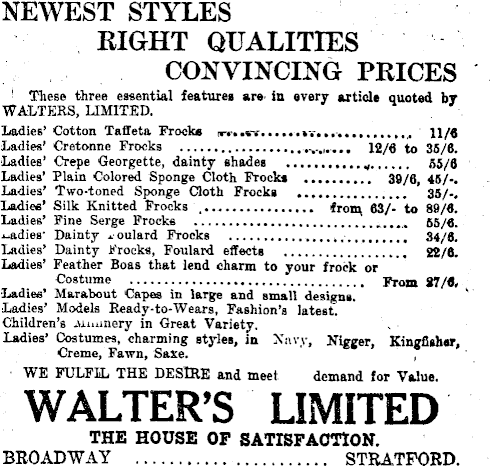 NEWEST STYLES
RIGHT QUALITIES
CONVINCING PRICES
These three essential features are in every article quoted by
WALTERS, LIMITED.
Ladies' Cotton Taffeta Frocks .......................... 11/6
Ladies' Cretonne Frocks ........................ 12/6 to 35/6.
Ladies' Crepe Georgette, dainty shades ................ 55/6
Ladies' Plain Colored Sponge Cloth Frocks .......... 39/6, 45/-.
Ladies' Two-toned Sponge Cloth Frocks ................ 35/-.
Ladies' Silk Knitted Frocks ................ from 63/- to 89/6.
Ladies' Fine Serge Frocks .............................. 55/6.
Ladies' Dainty Foulard Frocks .......................... 34/6.
Ladies' Dainty Frocks, Foulard effects .................. 22/6.
Ladies' Feather Boas that lend charm to your frock or
Costume .................................... From 27/6.
Ladies' Marabout Capes in large and small designs.
Ladies' Models Ready-to-Wears, Fashion's latest.
Children's Millinery in Great Variety.
Ladies' Costumes, charming styles, in Navy, Nigger, Kingfisher,
Creme, Fawn, Saxe.
WE FULFIL THE DESIRE and meet demand for Value.
WALTER'S LIMITED
THE HOUSE OF SATISFACTION.
BROADWAY ........................ STRATFORD.